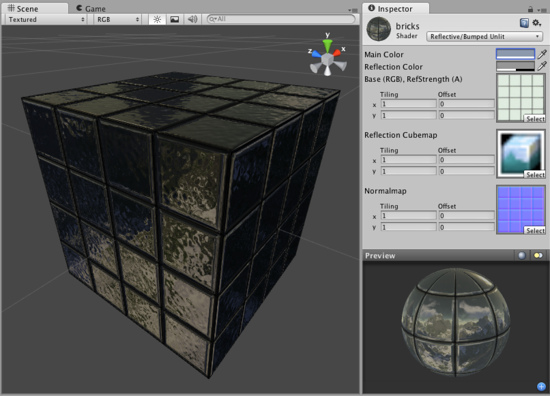 Scene
Game
Textured
RGB
All
y
x
z
Inspector
bricks
Shader
Reflective/Bumped Unlit
Main Color
Reflection Color
Base (RGB), RefStrength (A)
Tiling Offset
x 1 0
y 1 0
Select
Reflection Cubemap
Tiling Offset
x 1 0
y 1 0
Select
Normalmap
Tiling Offset
x 1 0
y 1 0
Select
Preview